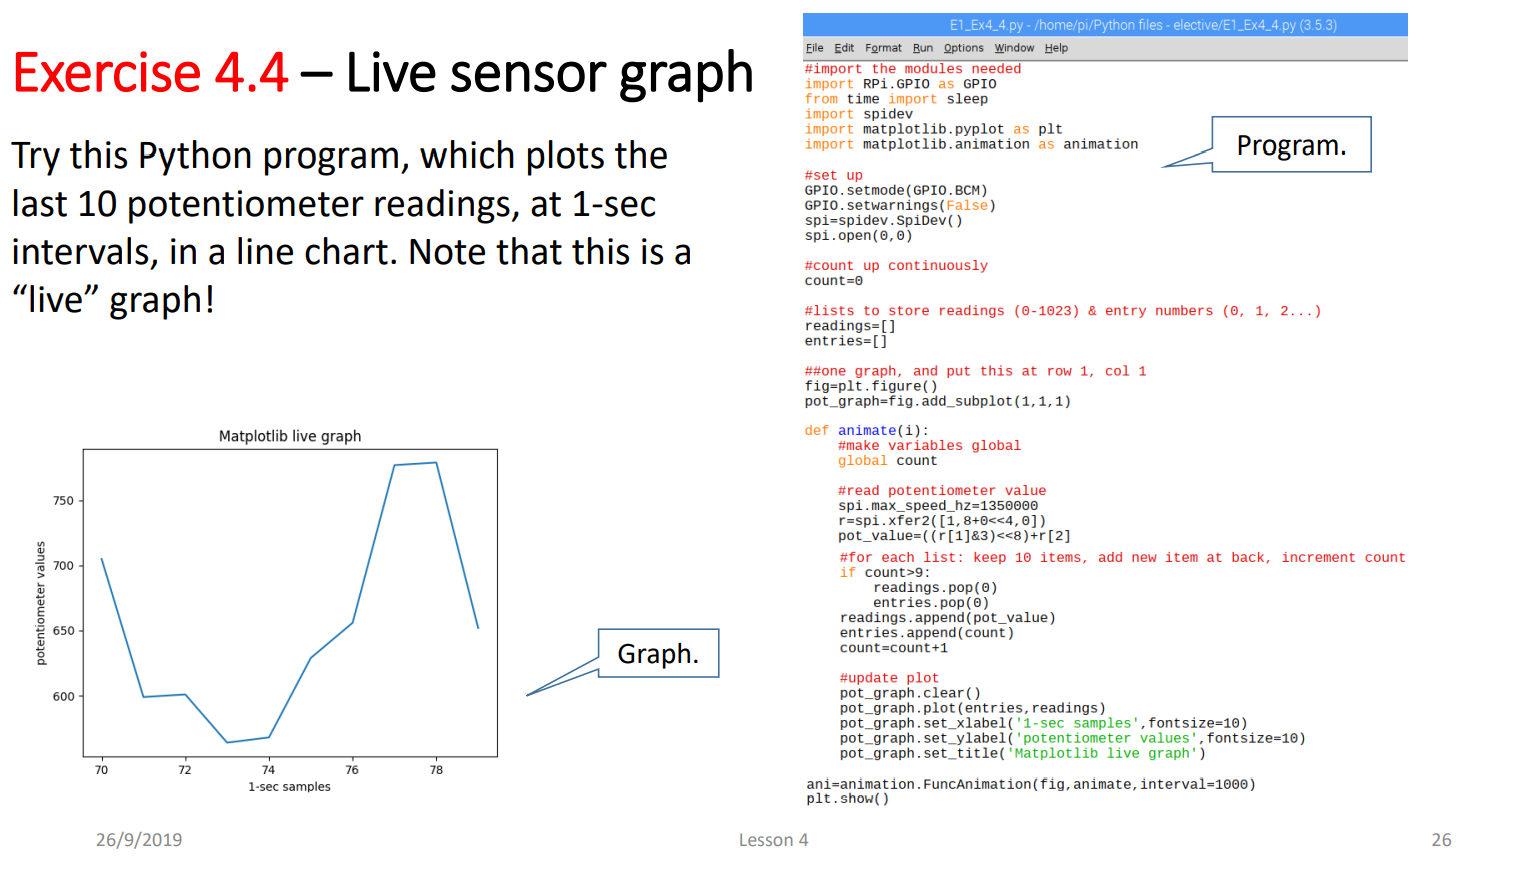 Exercise 4.4 – Live sensor graph
Try this Python program, which plots the
last 10 potentiometer readings, at 1-sec
intervals, in a line chart. Note that this is a
“live” graph!
Matplotlib live graph
750
700
650
600
potentiometer values
70 72 74 76 78
1-sec samples
Graph.
E1_Ex4_4.py - /home/pi/Python files - elective/E1_Ex4_4.py (3.5.3)
File Edit Format Run Options Window Help
#import the modules needed
import RPi.GPIO as GPIO
from time import sleep
import spidev
import matplotlib.pyplot as plt
import matplotlib.animation as animation
Program.
#set up
GPIO.setmode(GPIO.BCM)
GPIO.setwarnings(False)
spi=spidev.SpiDev()
spi.open(0,0)
#count up continuously
count=0
#lists to store readings (0-1023) & entry numbers (0, 1, 2...)
readings=[]
entries=[]
##one graph, and put this at row 1, col 1
fig=plt.figure()
pot_graph=fig.add_subplot(1,1,1)
def animate(i):
#make variables global
global count
#read potentiometer value
spi.max_speed_hz=1350000
r=spi.xfer2([1,8+0<<4,0])
pot_value=((r[1]&3)<<8)+r[2]
#for each list: keep 10 items, add new item at back, increment count
if count>9:
readings.pop(0)
entries.pop(0)
readings.append(pot_value)
entries.append(count)
count=count+1
#update plot
pot_graph.clear()
pot_graph.plot(entries,readings)
pot_graph.set_xlabel('1-sec samples',fontsize=10)
pot_graph.set_ylabel('potentiometer values',fontsize=10)
pot_graph.set_title('Matplotlib live graph')
ani=animation.FuncAnimation(fig,animate,interval=1000)
plt.show()
26/9/2019
Lesson 4
26